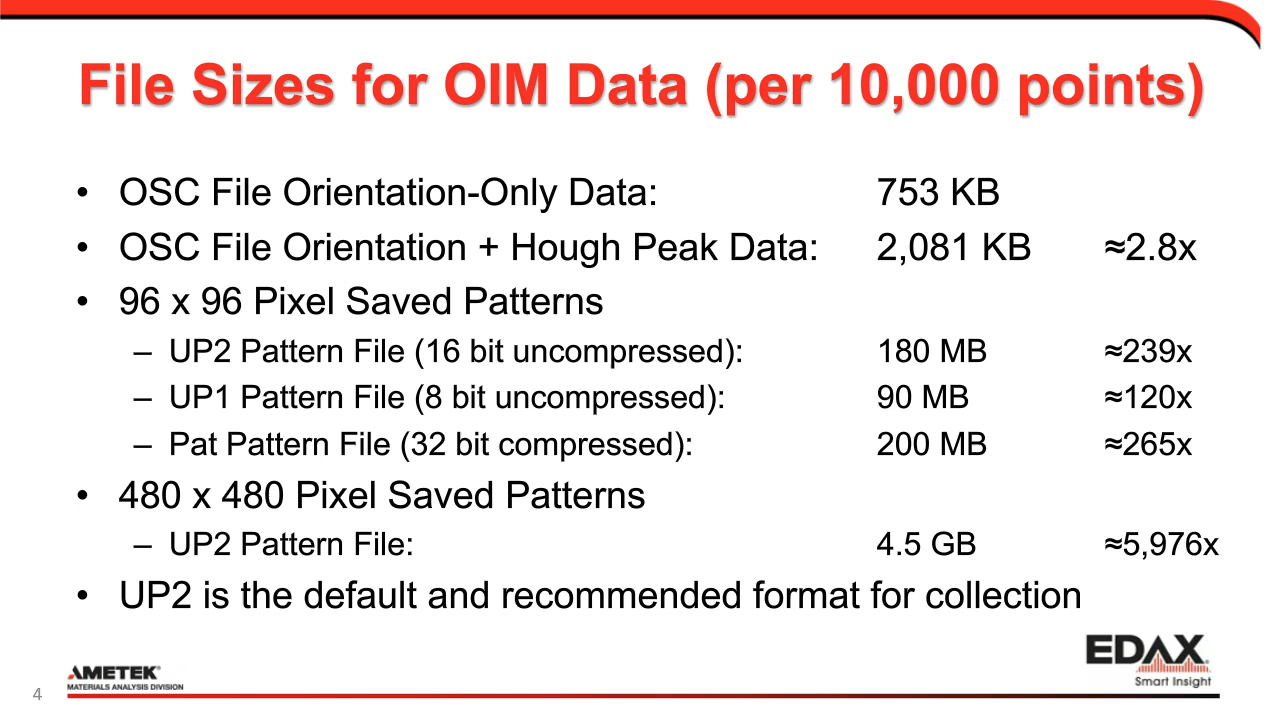 File Sizes for OIM Data (per 10,000 points)
• OSC File Orientation-Only Data: 753 KB
• OSC File Orientation + Hough Peak Data: 2,081 KB ≈2.8x
• 96 x 96 Pixel Saved Patterns
– UP2 Pattern File (16 bit uncompressed): 180 MB ≈239x
– UP1 Pattern File (8 bit uncompressed): 90 MB ≈120x
– Pat Pattern File (32 bit compressed): 200 MB ≈265x
• 480 x 480 Pixel Saved Patterns
– UP2 Pattern File: 4.5 GB ≈5,976x
• UP2 is the default and recommended format for collection
EDAX
Smart Insight
AMETEK®
MATERIALS ANALYSIS DIVISION
4